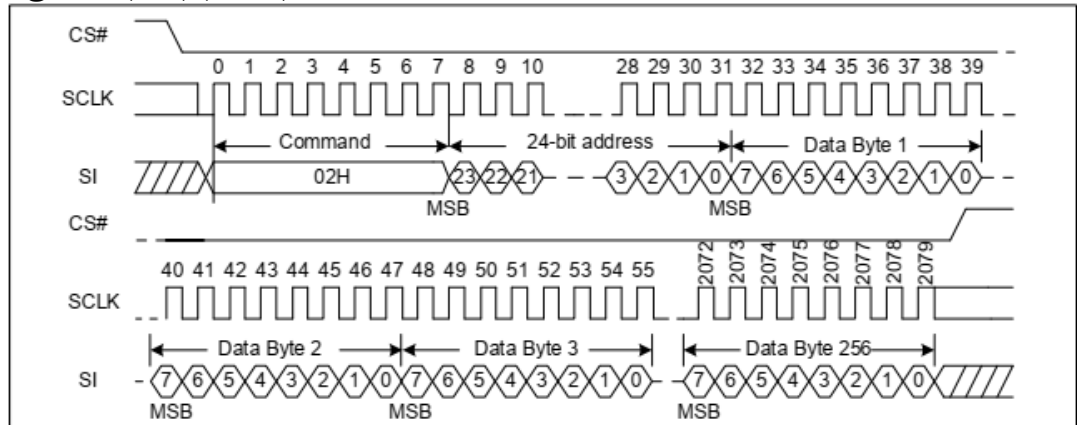 CS#
0 1 2 3 4 5 6 7 8 9 10 28 29 30 31 32 33 34 35 36 37 38 39
SCLK
Command 24-bit address Data Byte 1
SI 02H 23 22 21 3 2 1 0 7 6 5 4 3 2 1 0
MSB MSB
CS#
40 41 42 43 44 45 46 47 48 49 50 51 52 53 54 55 2072 2073 2074 2075 2076 2077 2078 2079
SCLK
Data Byte 2 Data Byte 3 Data Byte 256
SI 7 6 5 4 3 2 1 0 7 6 5 4 3 2 1 0 7 6 5 4 3 2 1 0
MSB MSB MSB